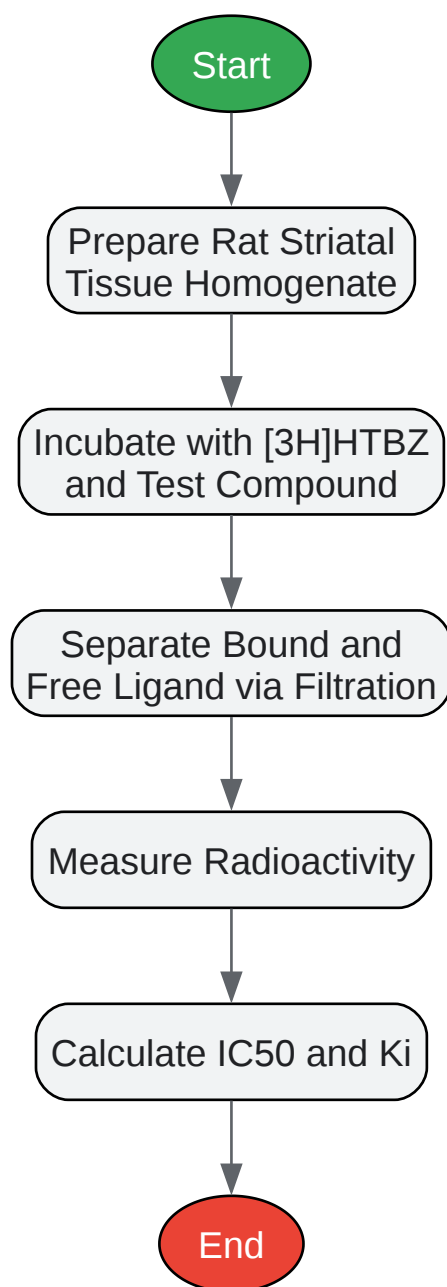 Start
Prepare Rat Striatal
Tissue Homogenate
Incubate with [3H]HTBZ
and Test Compound
Separate Bound and
Free Ligand via Filtration
Measure Radioactivity
Calculate IC50 and Ki
End